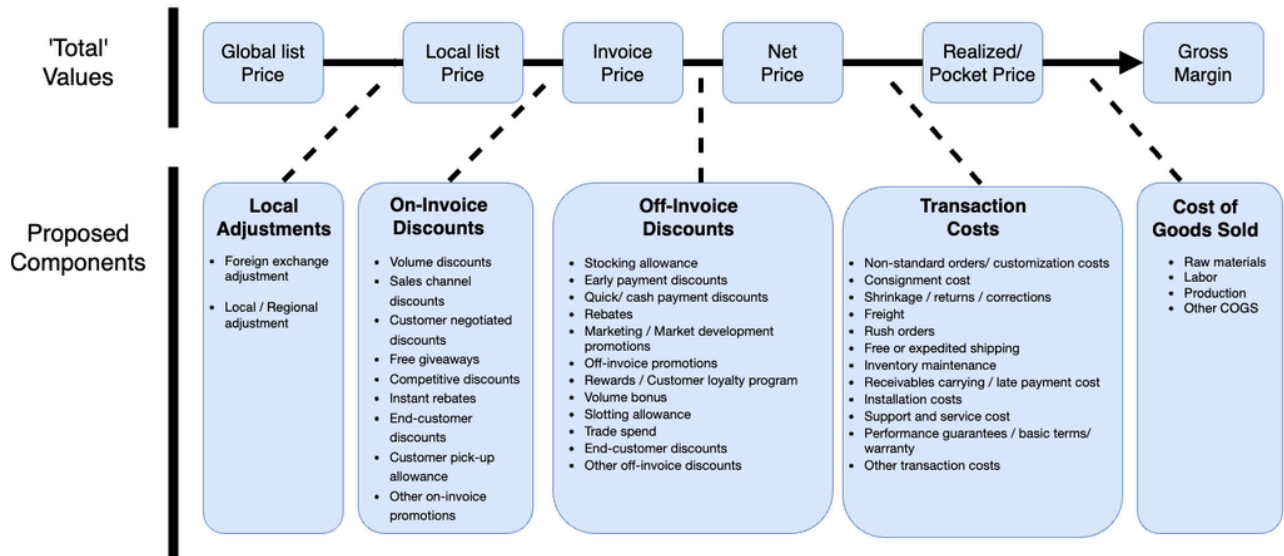 'Total'
Values
Global list
Price
Local list
Price
Invoice
Price
Net
Price
Realized/
Pocket Price
Gross
Margin
Proposed
Components
Local
Adjustments
• Foreign exchange
adjustment
• Local / Regional
adjustment
On-Invoice
Discounts
• Volume discounts
• Sales channel
discounts
• Customer negotiated
discounts
• Free giveaways
• Competitive discounts
• Instant rebates
• End-customer
discounts
• Customer pick-up
allowance
• Other on-invoice
promotions
Off-Invoice
Discounts
• Stocking allowance
• Early payment discounts
• Quick/ cash payment discounts
• Rebates
• Marketing / Market development
promotions
• Off-invoice promotions
• Rewards / Customer loyalty program
• Volume bonus
• Slotting allowance
• Trade spend
• End-customer discounts
• Other off-invoice discounts
Transaction
Costs
• Non-standard orders/ customization costs
• Consignment cost
• Shrinkage / returns / corrections
• Freight
• Rush orders
• Free or expedited shipping
• Inventory maintenance
• Receivables carrying / late payment cost
• Installation costs
• Support and service cost
• Performance guarantees / basic terms/
warranty
• Other transaction costs
Cost of
Goods Sold
• Raw materials
• Labor
• Production
• Other COGS